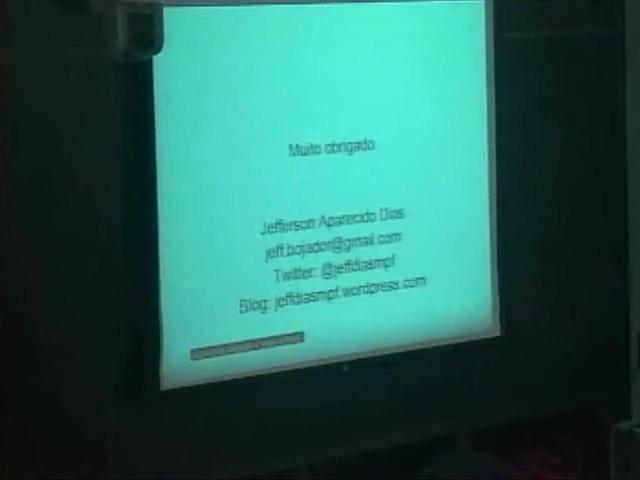 Muito obrigado
Jefferson Aparecido Dias
jeff.bojador@gmail.com
Twitter: @jeffdiasmpf
Blog: jeffdiasmpf.wordpress.com